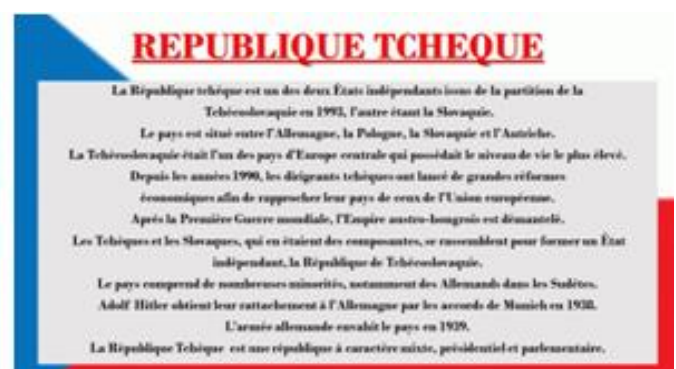 REPUBLIQUE TCHEQUE
La République tchèque est un des deux États indépendants issus de la partition de la
Tchécoslovaquie en 1993, l'autre étant la Slovaquie.
Le pays est situé entre l'Allemagne, la Pologne, la Slovaquie et l'Autriche.
La Tchécoslovaquie était l'un des pays d'Europe centrale qui possédait le niveau de vie le plus élevé.
Depuis les années 1990, les dirigeants tchèques ont lancé de grandes réformes
économiques afin de rapprocher leur pays de ceux de l'Union européenne.
Après la Première Guerre mondiale, l'Empire austro-hongrois est démantelé.
Les Tchèques et les Slovaques, qui en étaient des composantes, se rassemblent pour former un État
indépendant, la République de Tchécoslovaquie.
Le pays comprend de nombreuses minorités, notamment des Allemands dans les Sudètes.
Adolf Hitler obtient leur rattachement à l'Allemagne par les accords de Munich en 1938.
L'armée allemande envahit le pays en 1939.
La République Tchèque est une république à caractère mixte, présidentiel et parlementaire.